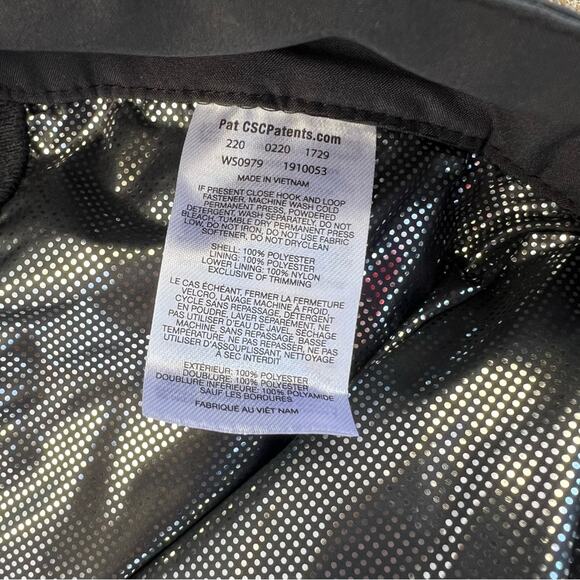 Pat CSCPatents.com
220 0220 1729
WS0979 1910053
MADE IN VIETNAM
IF PRESENT CLOSE HOOK AND LOOP
FASTENER, MACHINE WASH COLD
PERMANENT PRESS, POWDERED
DETERGENT, WASH SEPARATELY, DO NOT
BLEACH, TUMBLE DRY PERMANENT PRESS
LOW, DO NOT IRON, DO NOT USE FABRIC
SOFTENER, DO NOT DRYCLEAN
SHELL: 100% POLYESTER
LINING: 100% POLYESTER
LOWER LINING: 100% NYLON
EXCLUSIVE OF TRIMMING
LE CAS ÉCHÉANT, FERMER LA FERMETURE
VELCRO, LAVAGE MACHINE À FROID,
CYCLE SANS REPASSAGE, DÉTERGENT
EN POUDRE, LAVER SÉPARÉMENT, NE
PAS UTILISER D'EAU DE JAVEL, SÉCHAGE
MACHINE, SANS REPASSAGE, BASSE
TEMPÉRATURE, NE PAS REPASSER, NE PAS
UTILISER D'ASSOUPLISSANT, NETTOYAGE
À SEC INTERDIT
EXTÉRIEUR: 100% POLYESTER
DOUBLURE: 100% POLYESTER
DOUBLURE INFÉRIEURE: 100% POLYAMIDE
SAUF LES BORDURES
FABRIQUÉ AU VIÊT NAM